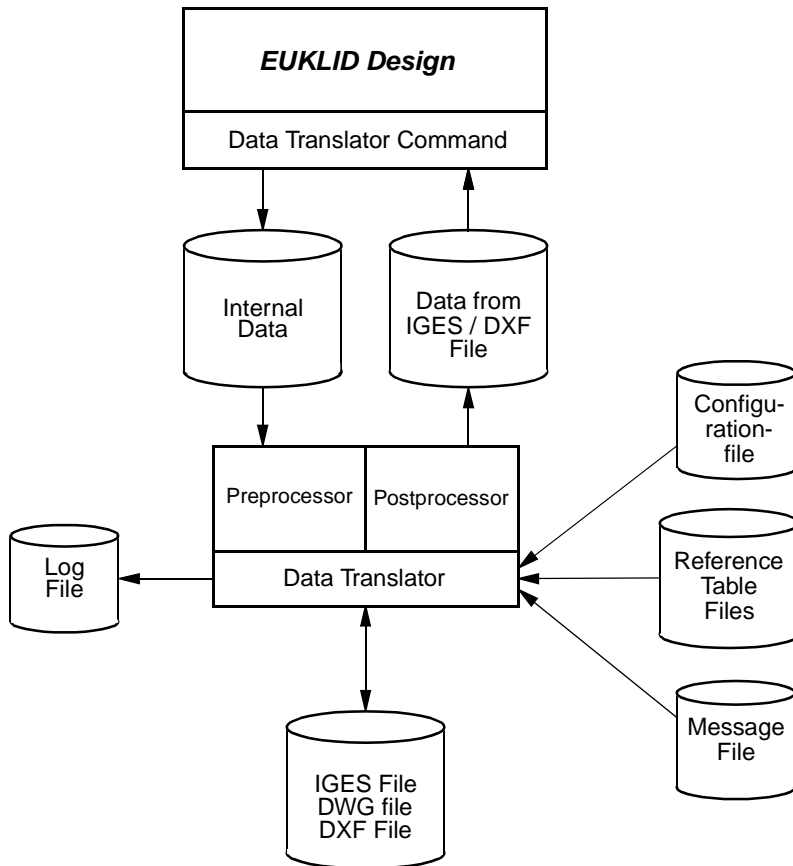 EUKLID Design
Data Translator Command
Internal
Data
Data from
IGES / DXF
File
Configu-
ration-
file
Preprocessor
Postprocessor
Log
File
Data Translator
Reference
Table
Files
Message
File
IGES File
DWG file
DXF File